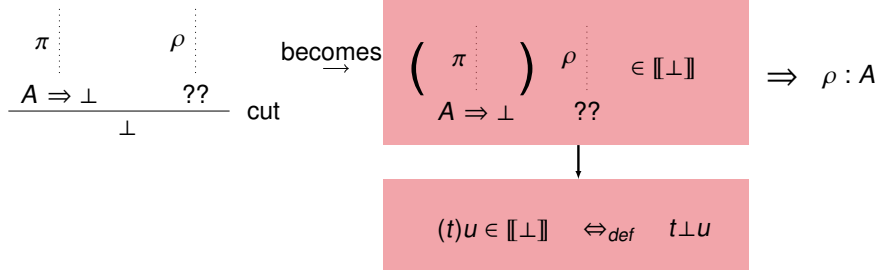 π ρ becomes → ( π ) ρ ∈ ⟦⊥⟧ ⇒ ρ : A
A ⇒ ⊥ ?? cut A ⇒ ⊥ ??
⊥
(t)u ∈ ⟦⊥⟧ ⇔def t⊥u